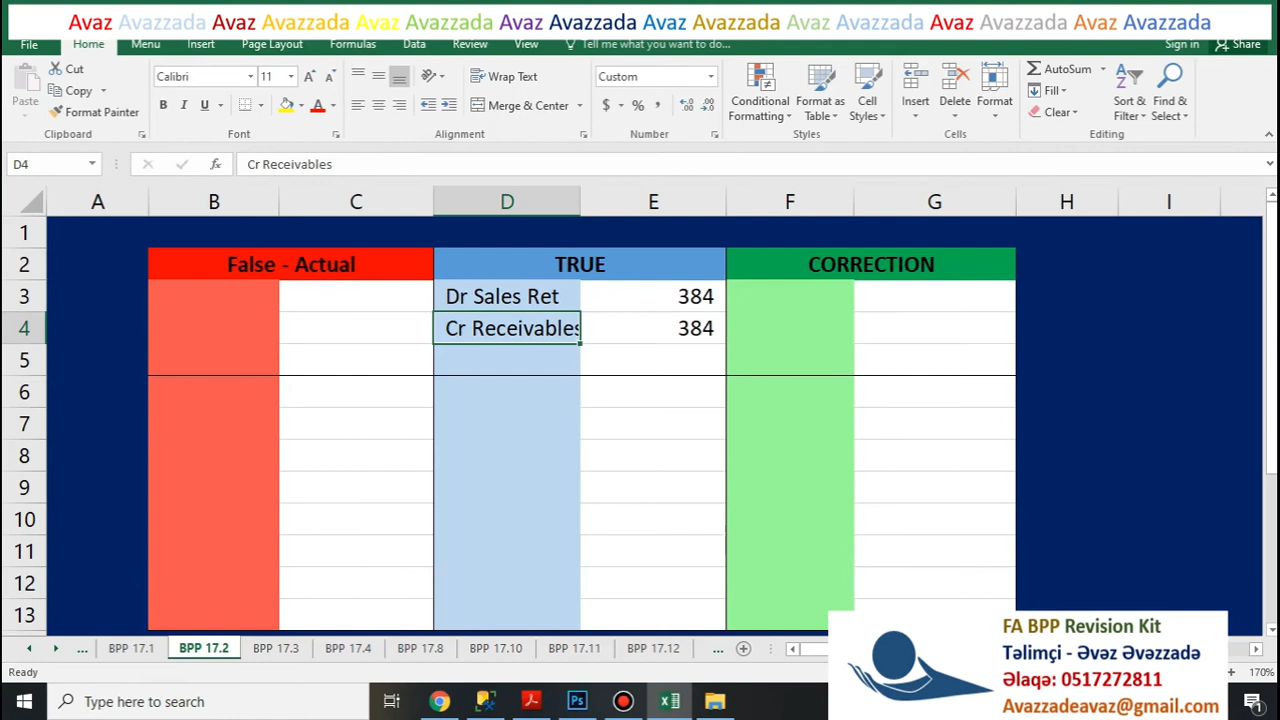 Avaz Avazzada Avaz Avazzada Avaz Avazzada Avaz Avazzada Avaz Avazzada Avaz Avazzada Avaz Avazzada Avaz Avazzada
File Home Menu Insert Page Layout Formulas Data Review View Tell me what you want to do... Sign in Share
Cut
Copy
Format Painter
Paste
Clipboard
Calibri 11
B I U
Font
Wrap Text
Merge & Center
Alignment
Custom
$ % ,
Number
Conditional Formatting
Format as Table
Cell Styles
Styles
Insert Delete Format
Cells
AutoSum
Fill
Clear
Sort & Filter
Find & Select
Editing
D4 fx Cr Receivables
A B C D E F G H I
1
2 False - Actual TRUE CORRECTION
3 Dr Sales Ret 384
4 Cr Receivables 384
5
6
7
8
9
10
11
12
13
... BPP 17.1 BPP 17.2 BPP 17.3 BPP 17.4 BPP 17.8 BPP 17.10 BPP 17.11 BPP 17.12 ...
Ready 170%
FA BPP Revision Kit
Təlimçi - Əvəz Əvəzzadə
Əlaqə: 0517272811
Avazzadeavaz@gmail.com
Type here to search